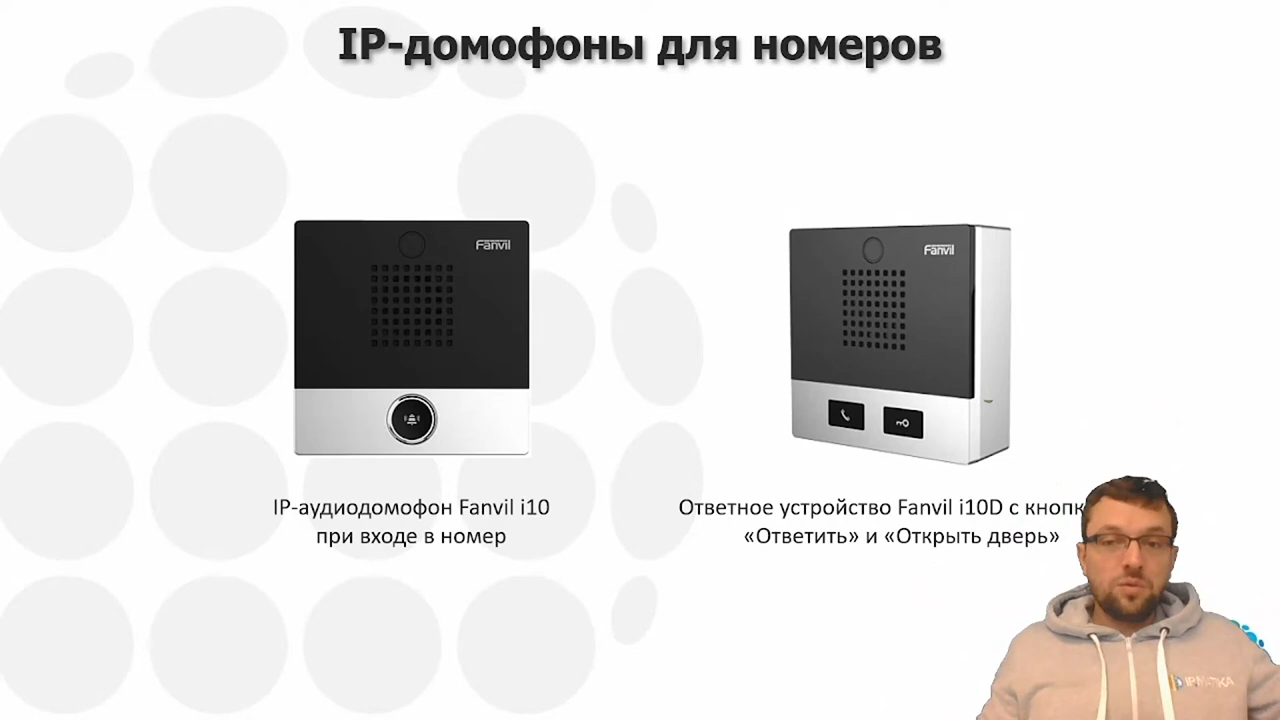 IP-домофоны для номеров
Fanvil
Fanvil
IP-аудиодомофон Fanvil i10
при входе в номер
Ответное устройство Fanvil i10D с кнопк
«Ответить» и «Открыть дверь»